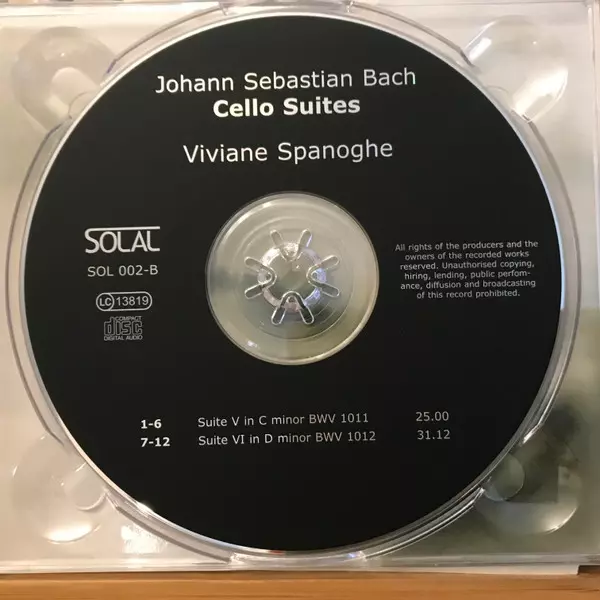 Johann Sebastian Bach
Cello Suites
Viviane Spanoghe
SOLAL
SOL 002-B
LC 13819
COMPACT
disc
DIGITAL AUDIO
All rights of the producers and the
owners of the recorded works
reserved. Unauthorised copying,
hiring, lending, public perfom-
ance, diffusion and broadcasting
of this record prohibited.
1-6 Suite V in C minor BWV 1011 25.00
7-12 Suite VI in D minor BWV 1012 31.12